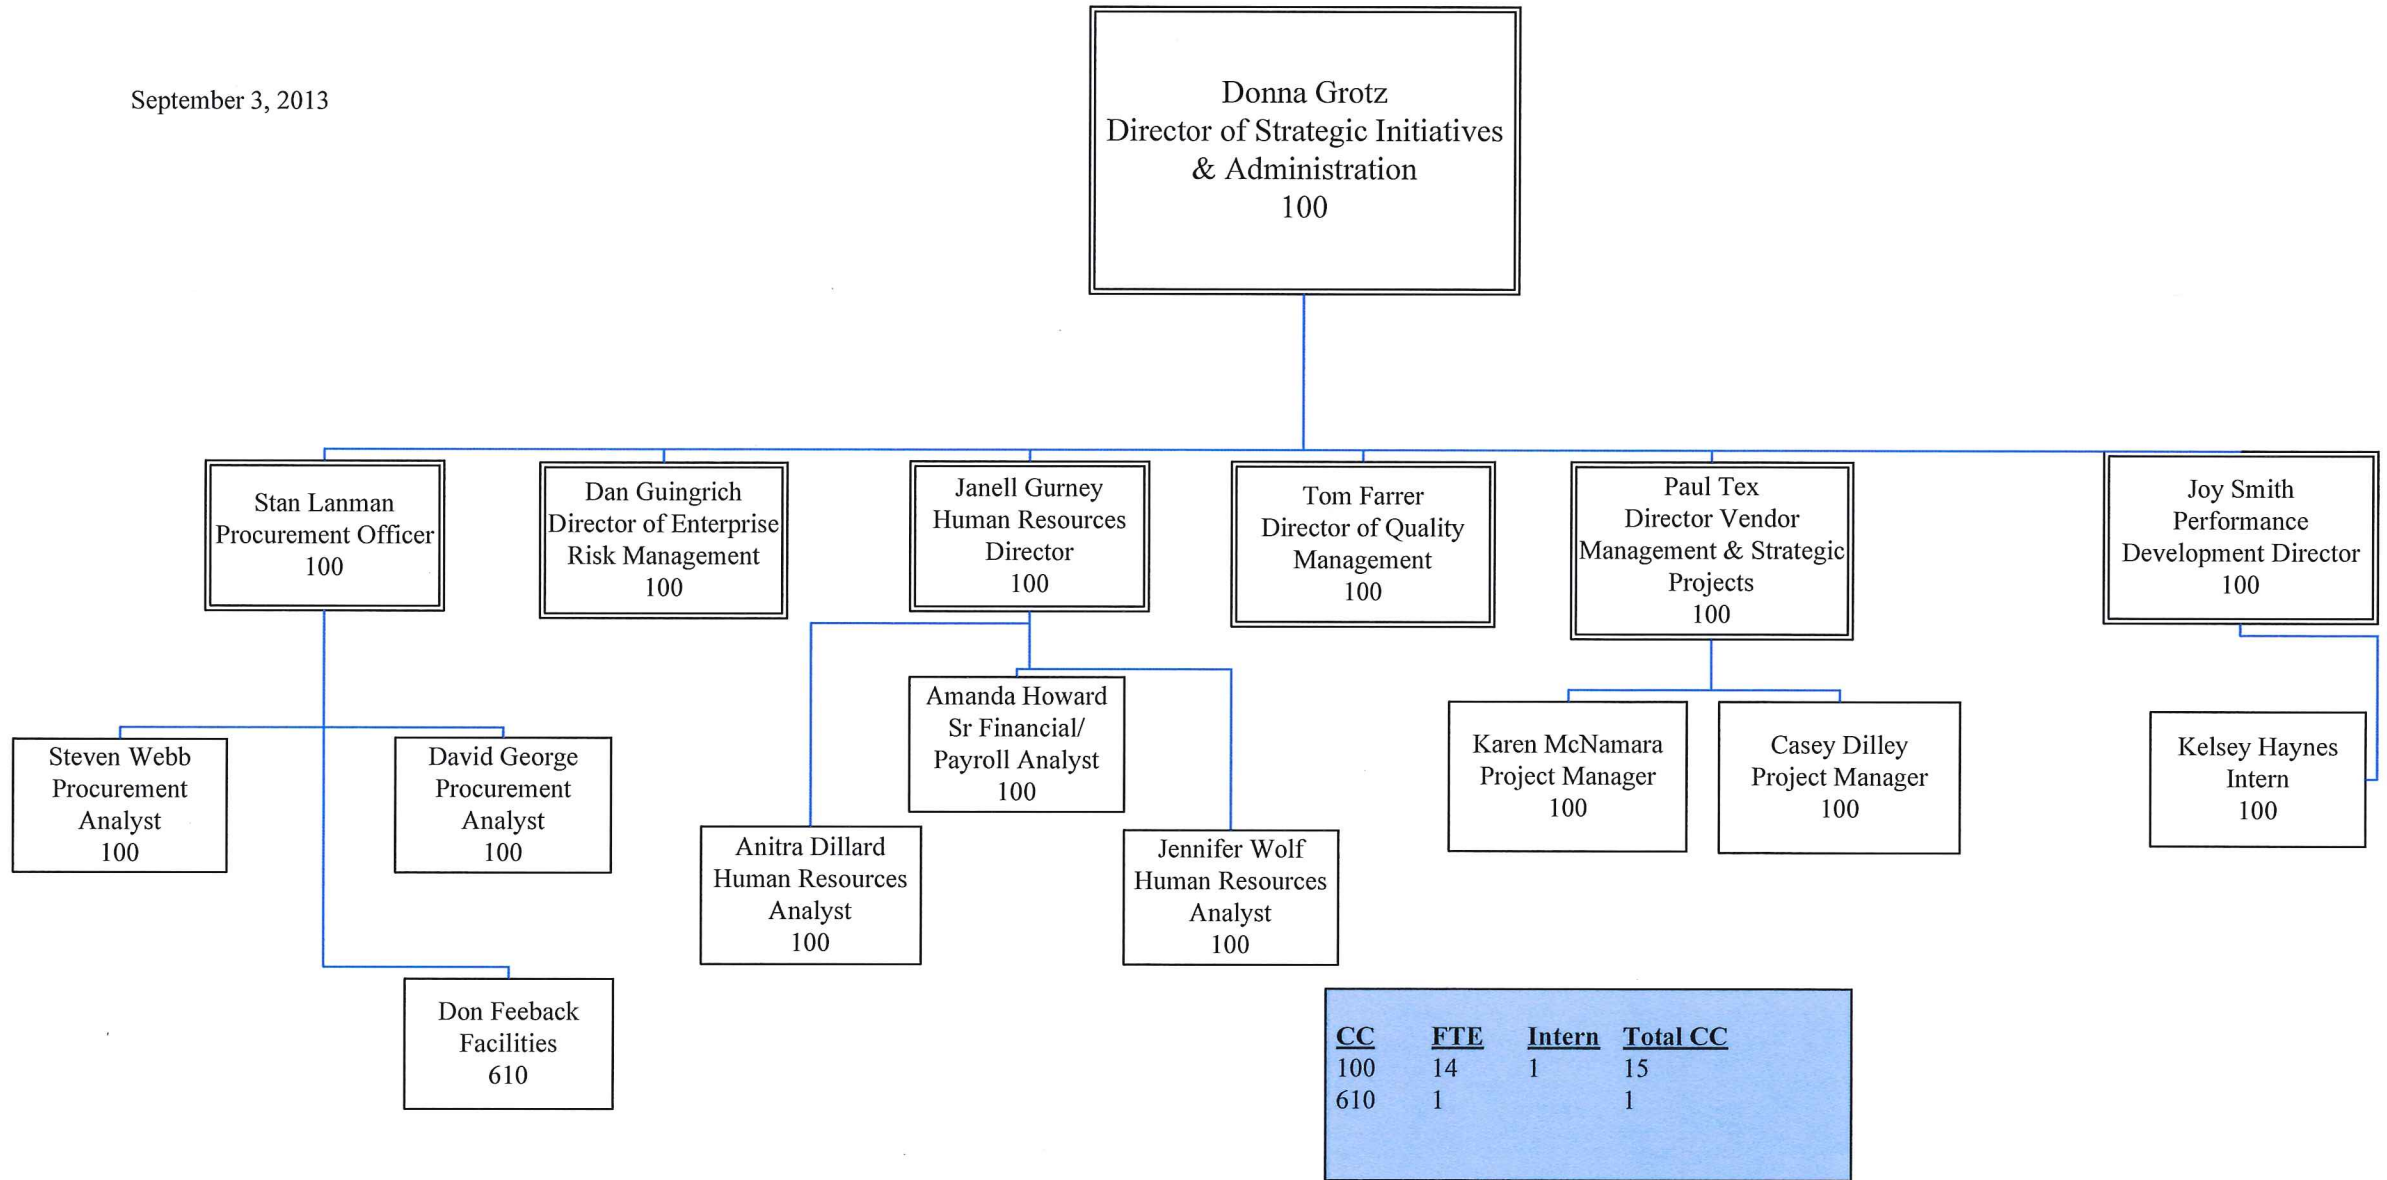 September 3, 2013
Donna Grotz
Director of Strategic Initiatives
& Administration
100
Stan Lanman
Procurement Officer
100
Dan Guingrich
Director of Enterprise
Risk Management
100
Janell Gurney
Human Resources
Director
100
Tom Farrer
Director of Quality
Management
100
Paul Tex
Director Vendor
Management & Strategic
Projects
100
Joy Smith
Performance
Development Director
100
Steven Webb
Procurement
Analyst
100
David George
Procurement
Analyst
100
Amanda Howard
Sr Financial/
Payroll Analyst
100
Karen McNamara
Project Manager
100
Casey Dilley
Project Manager
100
Kelsey Haynes
Intern
100
Anitra Dillard
Human Resources
Analyst
100
Jennifer Wolf
Human Resources
Analyst
100
Don Feeback
Facilities
610
CC FTE Intern Total CC
100 14 1 15
610 1 1